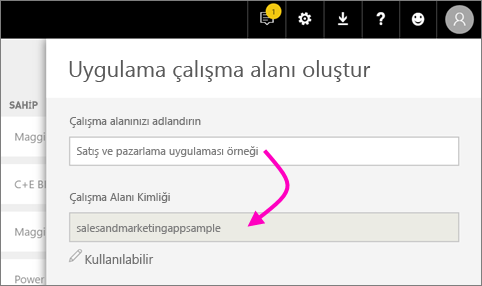 1
?
Uygulama çalışma alanı oluştur
SAHİP
Çalışma alanınızı adlandırın
Maggi
Satış ve pazarlama uygulaması örneği
C+E BI
Çalışma Alanı Kimliği
Maggi
salesandmarketingappsample
Kullanılabilir
Power